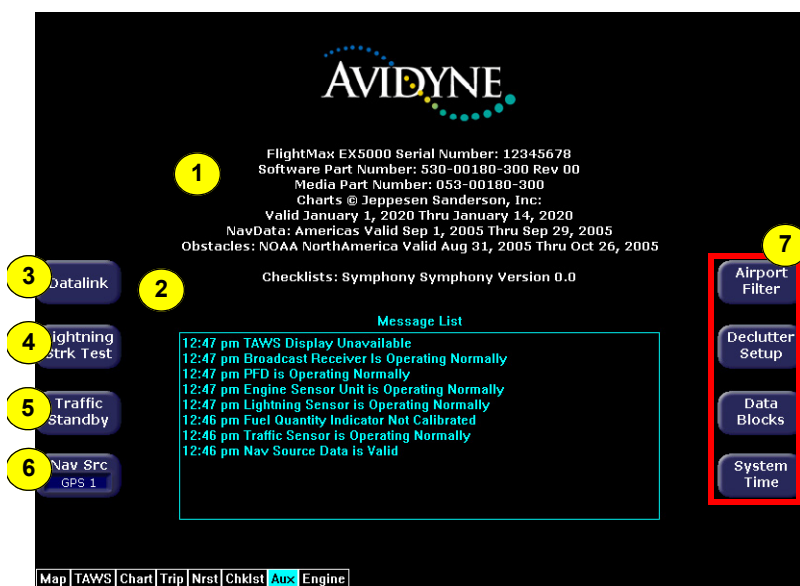 AVIDYNE
FlightMax EX5000 Serial Number: 12345678
Software Part Number: 530-00180-300 Rev 00
Media Part Number: 053-00180-300
Charts © Jeppesen Sanderson, Inc:
Valid January 1, 2020 Thru January 14, 2020
NavData: Americas Valid Sep 1, 2005 Thru Sep 29, 2005
Obstacles: NOAA NorthAmerica Valid Aug 31, 2005 Thru Oct 26, 2005
Checklists: Symphony Symphony Version 0.0
1
2
3
Datalink
4
Lightning
Strk Test
5
Traffic
Standby
6
Nav Src
GPS 1
Message List
12:47 pm TAWS Display Unavailable
12:47 pm Broadcast Receiver Is Operating Normally
12:47 pm PFD is Operating Normally
12:47 pm Engine Sensor Unit is Operating Normally
12:47 pm Lightning Sensor is Operating Normally
12:46 pm Fuel Quantity Indicator Not Calibrated
12:46 pm Traffic Sensor is Operating Normally
12:46 pm Nav Source Data is Valid
7
Airport
Filter
Declutter
Setup
Data
Blocks
System
Time
Map TAWS Chart Trip Nrst Chklst Aux Engine